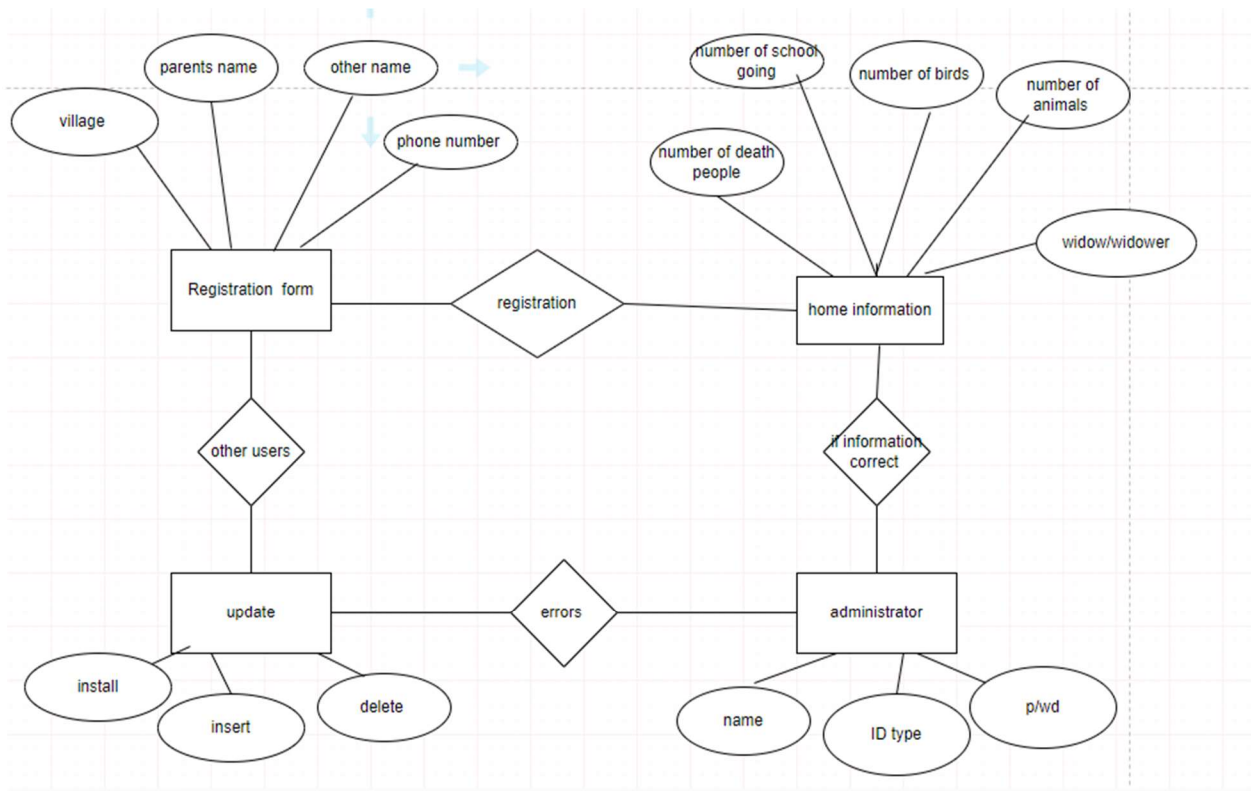 parents name
other name
village
phone number
number of school
going
number of birds
number of
animals
number of death
people
widow/widower
Registration form
registration
home information
other users
if information
correct
update
errors
administrator
install
insert
delete
name
ID type
p/wd